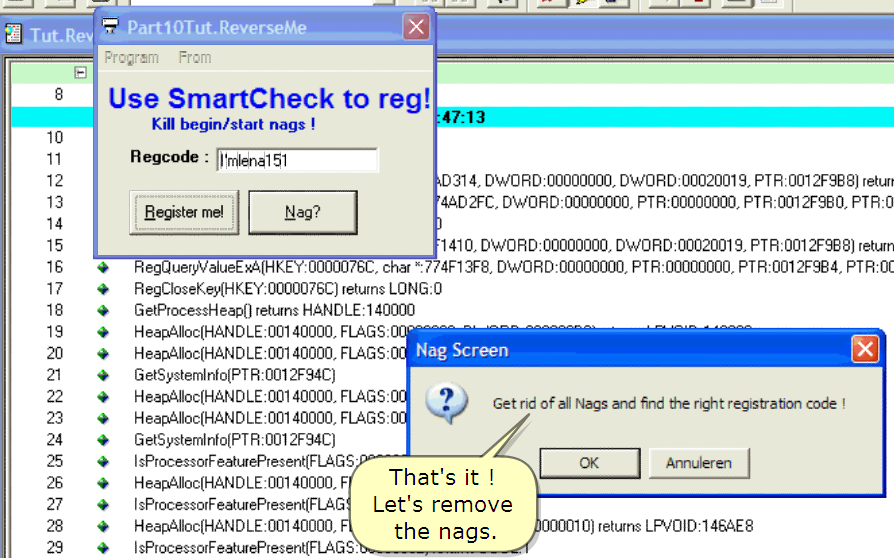 Part10Tut.ReverseMe
Tut.Rev
Program From
Use SmartCheck to reg!
Kill begin/start nags !
8
:47:13
10
Regcode : I'mlena151
11
12 AD314, DWORD:00000000, DWORD:00020019, PTR:0012F9B8) return
13 74AD2FC, DWORD:00000000, PTR:00000000, PTR:0012F9B0, PTR:0
Register me! Nag?
14 0
15 F1410, DWORD:00000000, DWORD:00020019, PTR:0012F9B8) return
16 RegQueryValueExA(HKEY:0000076C, char *:774F13F8, DWORD:00000000, PTR:00000000, PTR:0012F9B4, PTR:00
17 RegCloseKey(HKEY:0000076C) returns LONG:0
18 GetProcessHeap() returns HANDLE:140000
19 HeapAlloc(HANDLE:00140000, FLAGS:00
20 HeapAlloc(HANDLE:00140000, FLAGS:00
Nag Screen
21 GetSystemInfo(PTR:0012F94C)
22 HeapAlloc(HANDLE:00140000, FLAGS:00
Get rid of all Nags and find the right registration code !
23 HeapAlloc(HANDLE:00140000, FLAGS:00
24 GetSystemInfo(PTR:0012F94C)
25 IsProcessorFeaturePresent(FLAGS:
OK Annuleren
26 HeapAlloc(HANDLE:00140000, FL
27 IsProcessorFeaturePresent(FLAG
28 HeapAlloc(HANDLE:00140000, FL 0000010) returns LPVOID:146AE8
29 IsProcessorFeaturePresent(FLAGS:
That's it !
Let's remove
the nags.